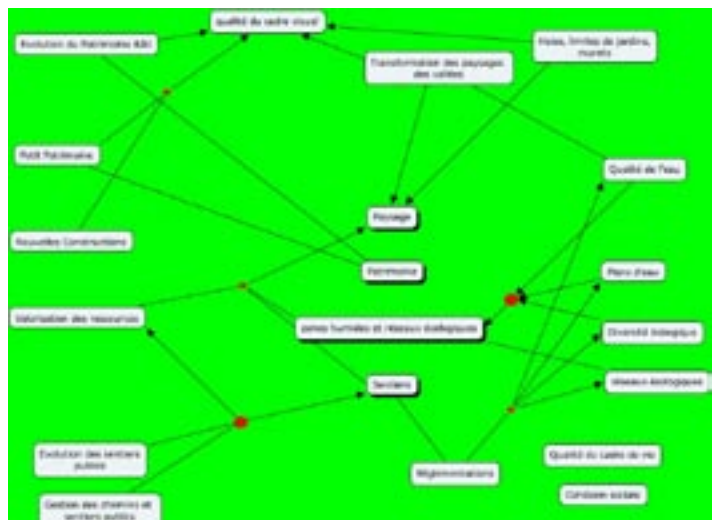 qualité du cadre visuel
Evolution du Patrimoine Bâti
Haies, limites de jardins,
murets
Transformation des paysages
des vallées
Petit Patrimoine
Qualité de l'eau
Paysage
Nouvelles Constructions
Patrimoine
Plans d'eau
Valorisation des ressources
zones humides et réseaux écologiques
Diversité biologique
réseaux écologiques
Sentiers
Evolution des sentiers
publics
Qualité du cadre de vie
Réglementations
Gestion des chemins et
sentiers publics
Cohésion sociale